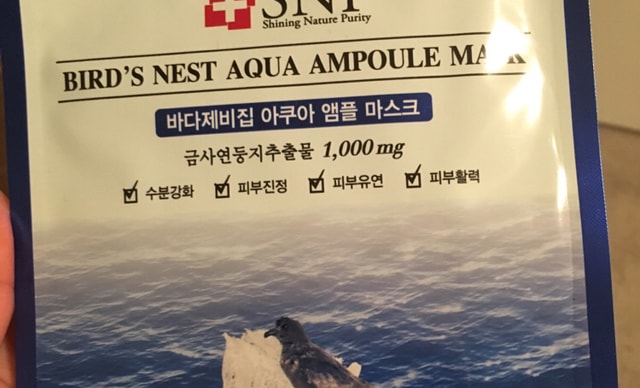 SNP
Shining Nature Purity
BIRD'S NEST AQUA AMPOULE MASK
바다제비집 아쿠아 앰플 마스크
금사연둥지추출물 1,000 mg
수분강화 피부진정 피부유연 피부활력